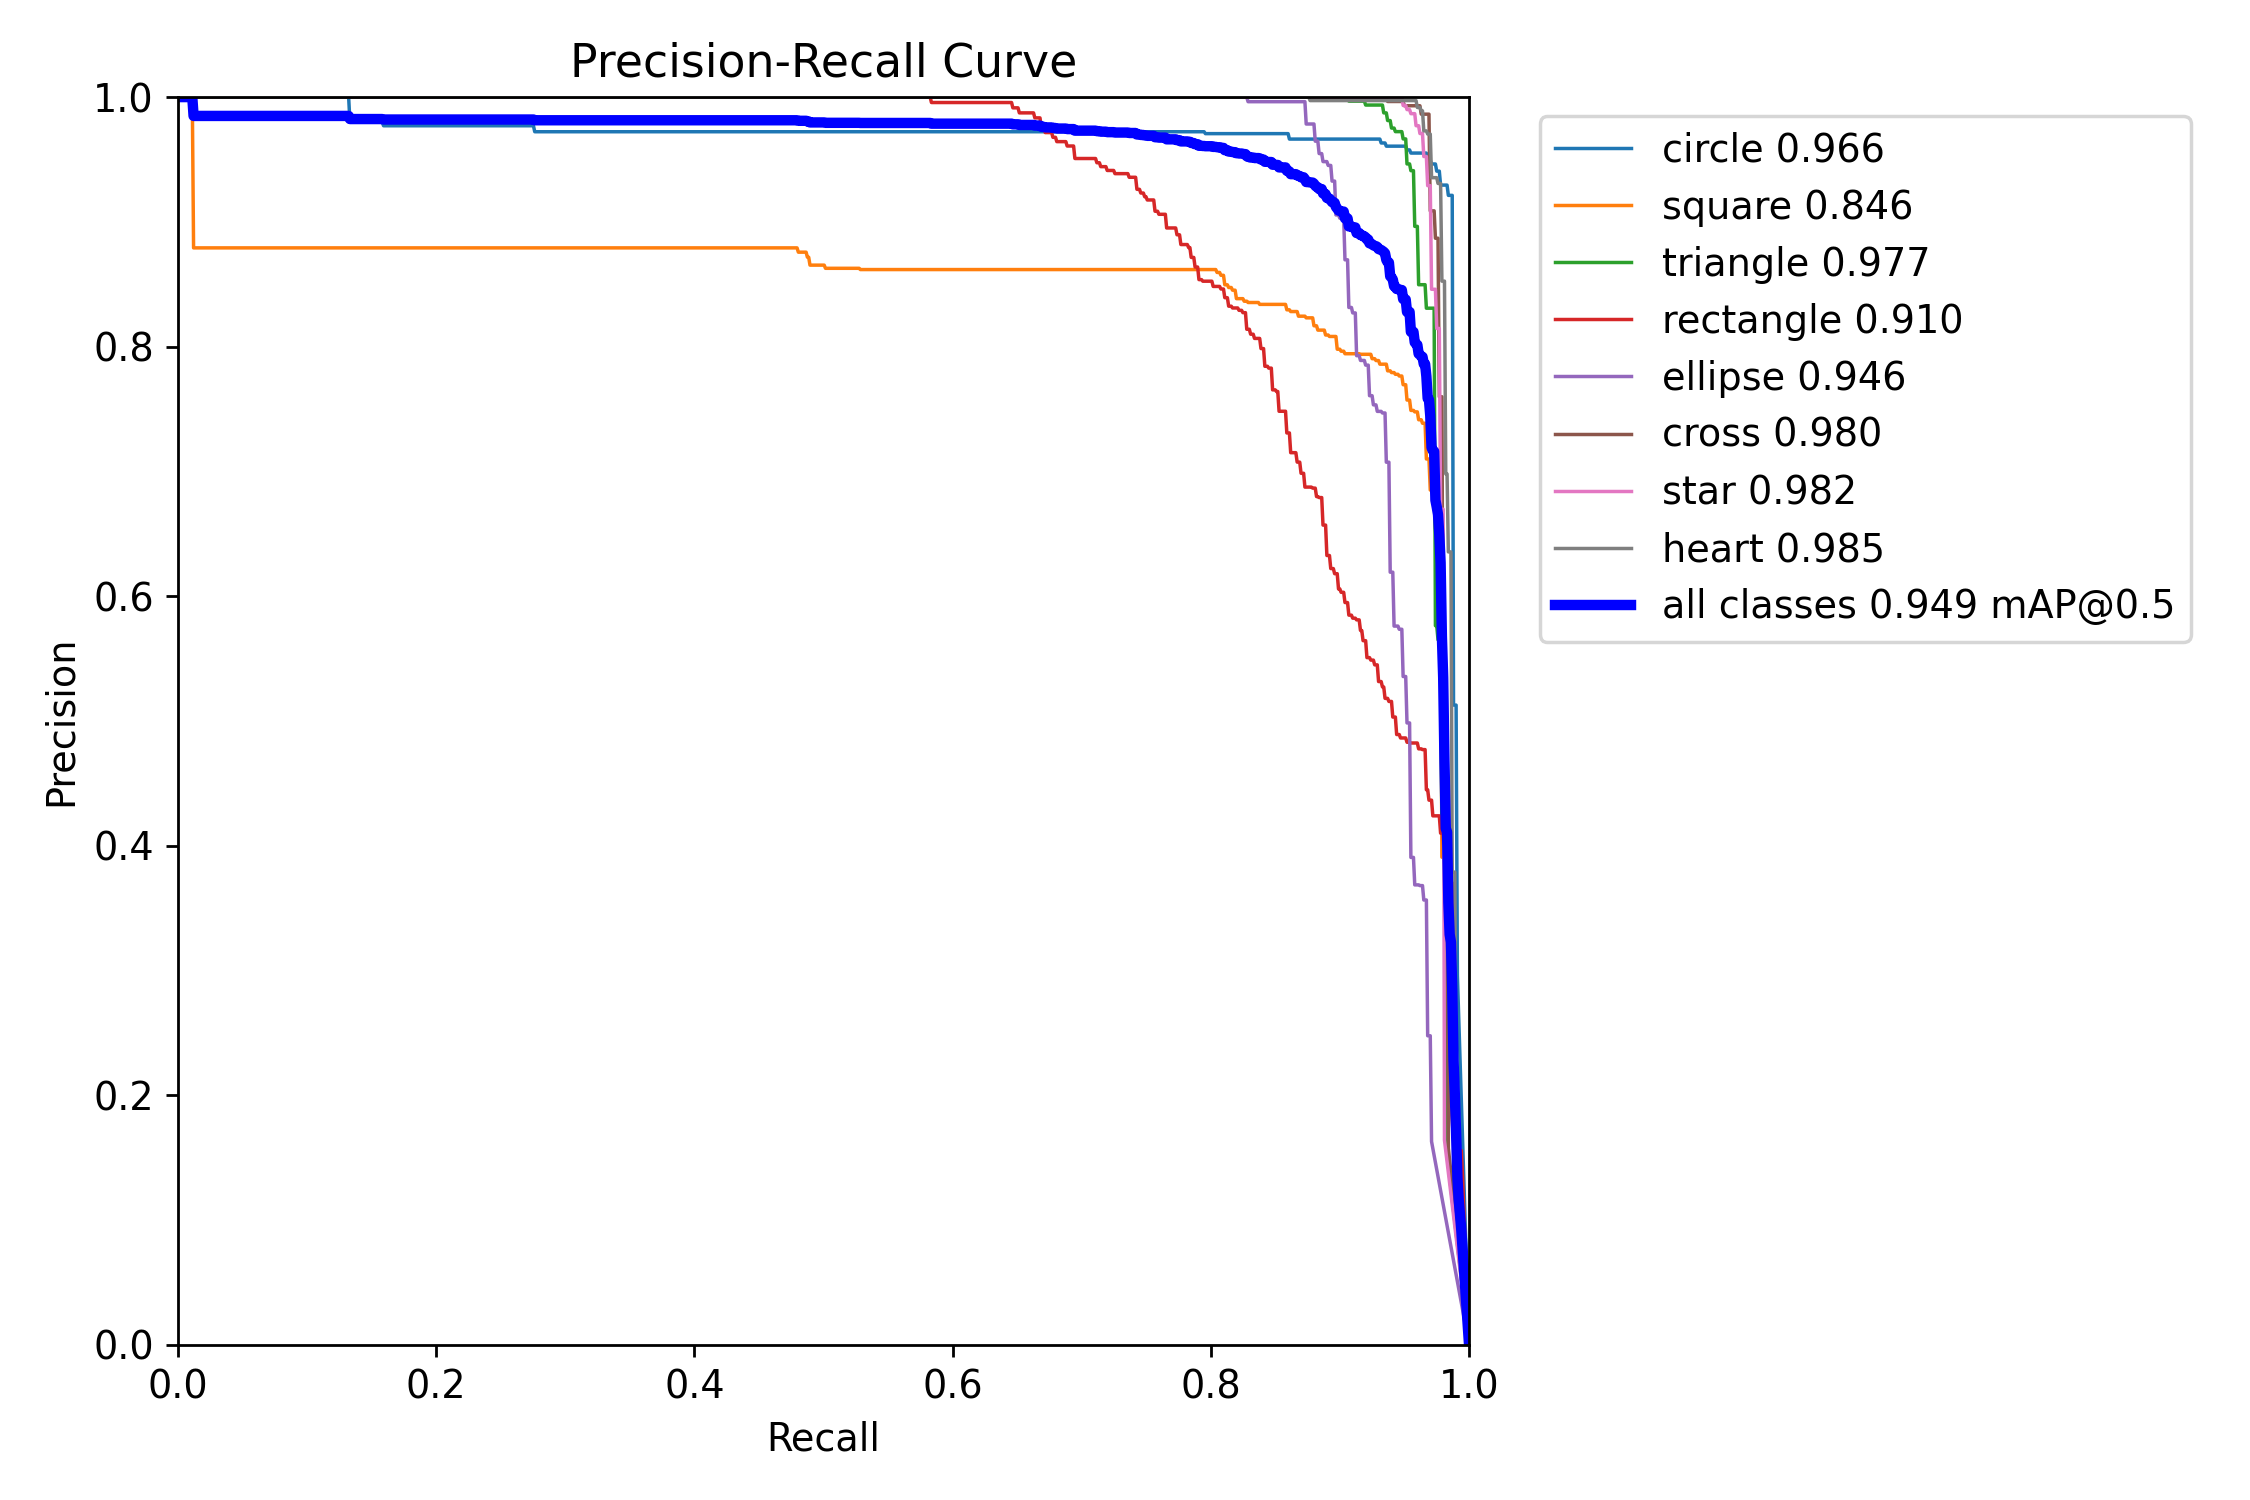 Precision-Recall Curve
1.0
0.8
0.6
0.4
0.2
0.0
Precision
0.0 0.2 0.4 0.6 0.8 1.0
Recall
circle 0.966
square 0.846
triangle 0.977
rectangle 0.910
ellipse 0.946
cross 0.980
star 0.982
heart 0.985
all classes 0.949 mAP@0.5